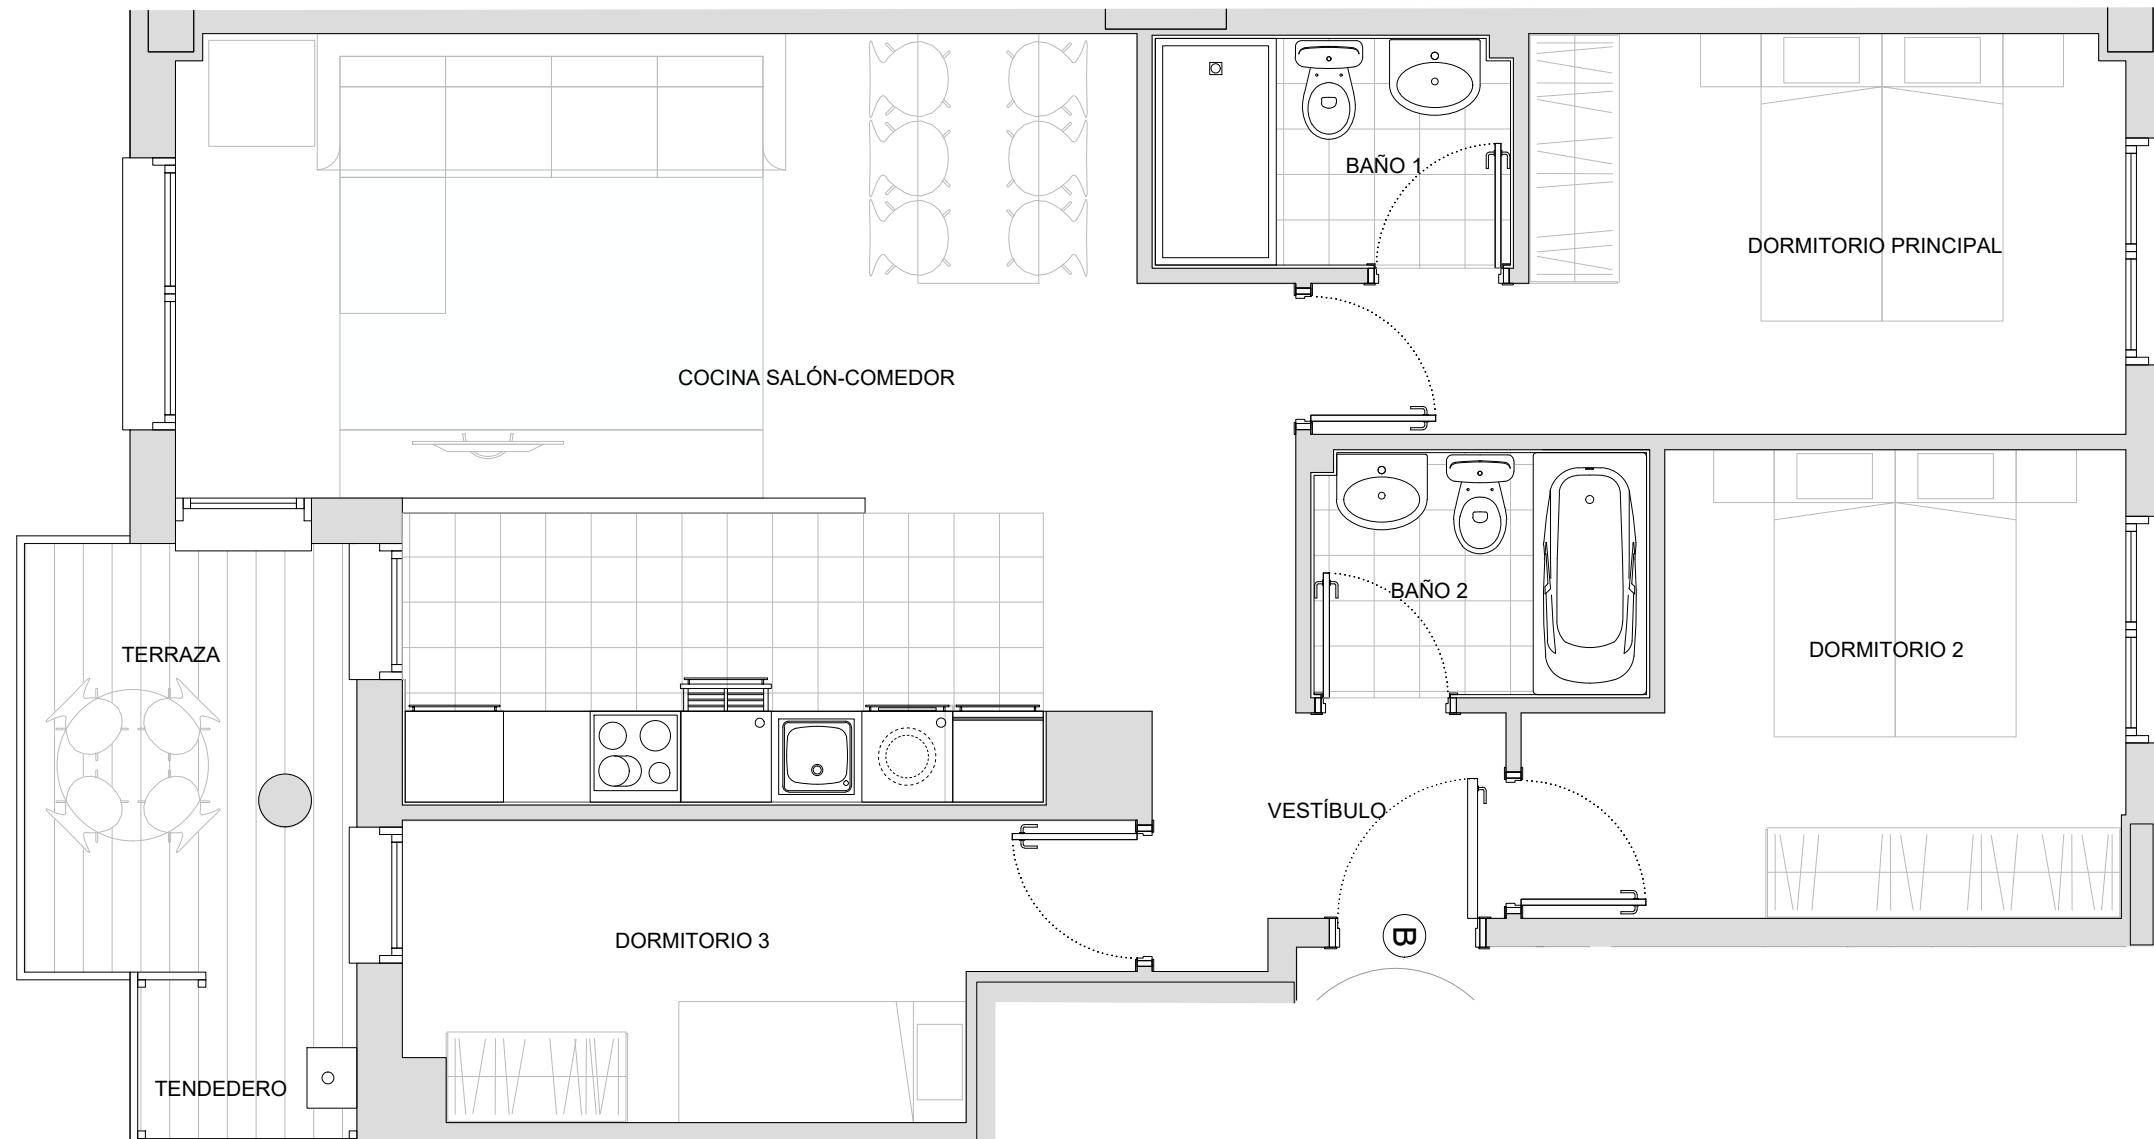 BAÑO 1
DORMITORIO PRINCIPAL
COCINA SALÓN-COMEDOR
BAÑO 2
TERRAZA
DORMITORIO 2
VESTÍBULO
DORMITORIO 3
B
TENDEDERO